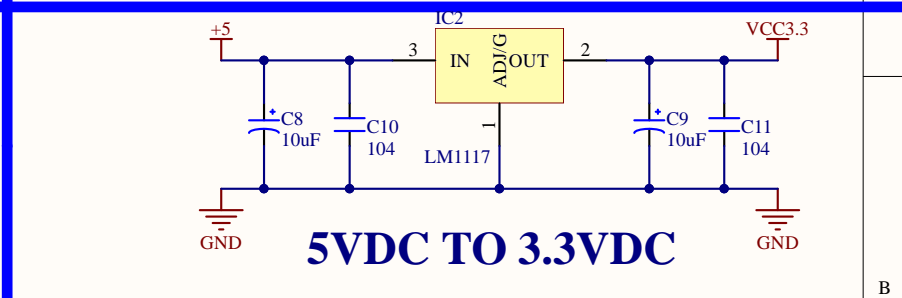 IC2
+5
VCC3.3
3
IN
ADJ/G
OUT
2
+
C8
10uF
C10
104
1
LM1117
+
C9
10uF
C11
104
GND
GND
5VDC TO 3.3VDC
B